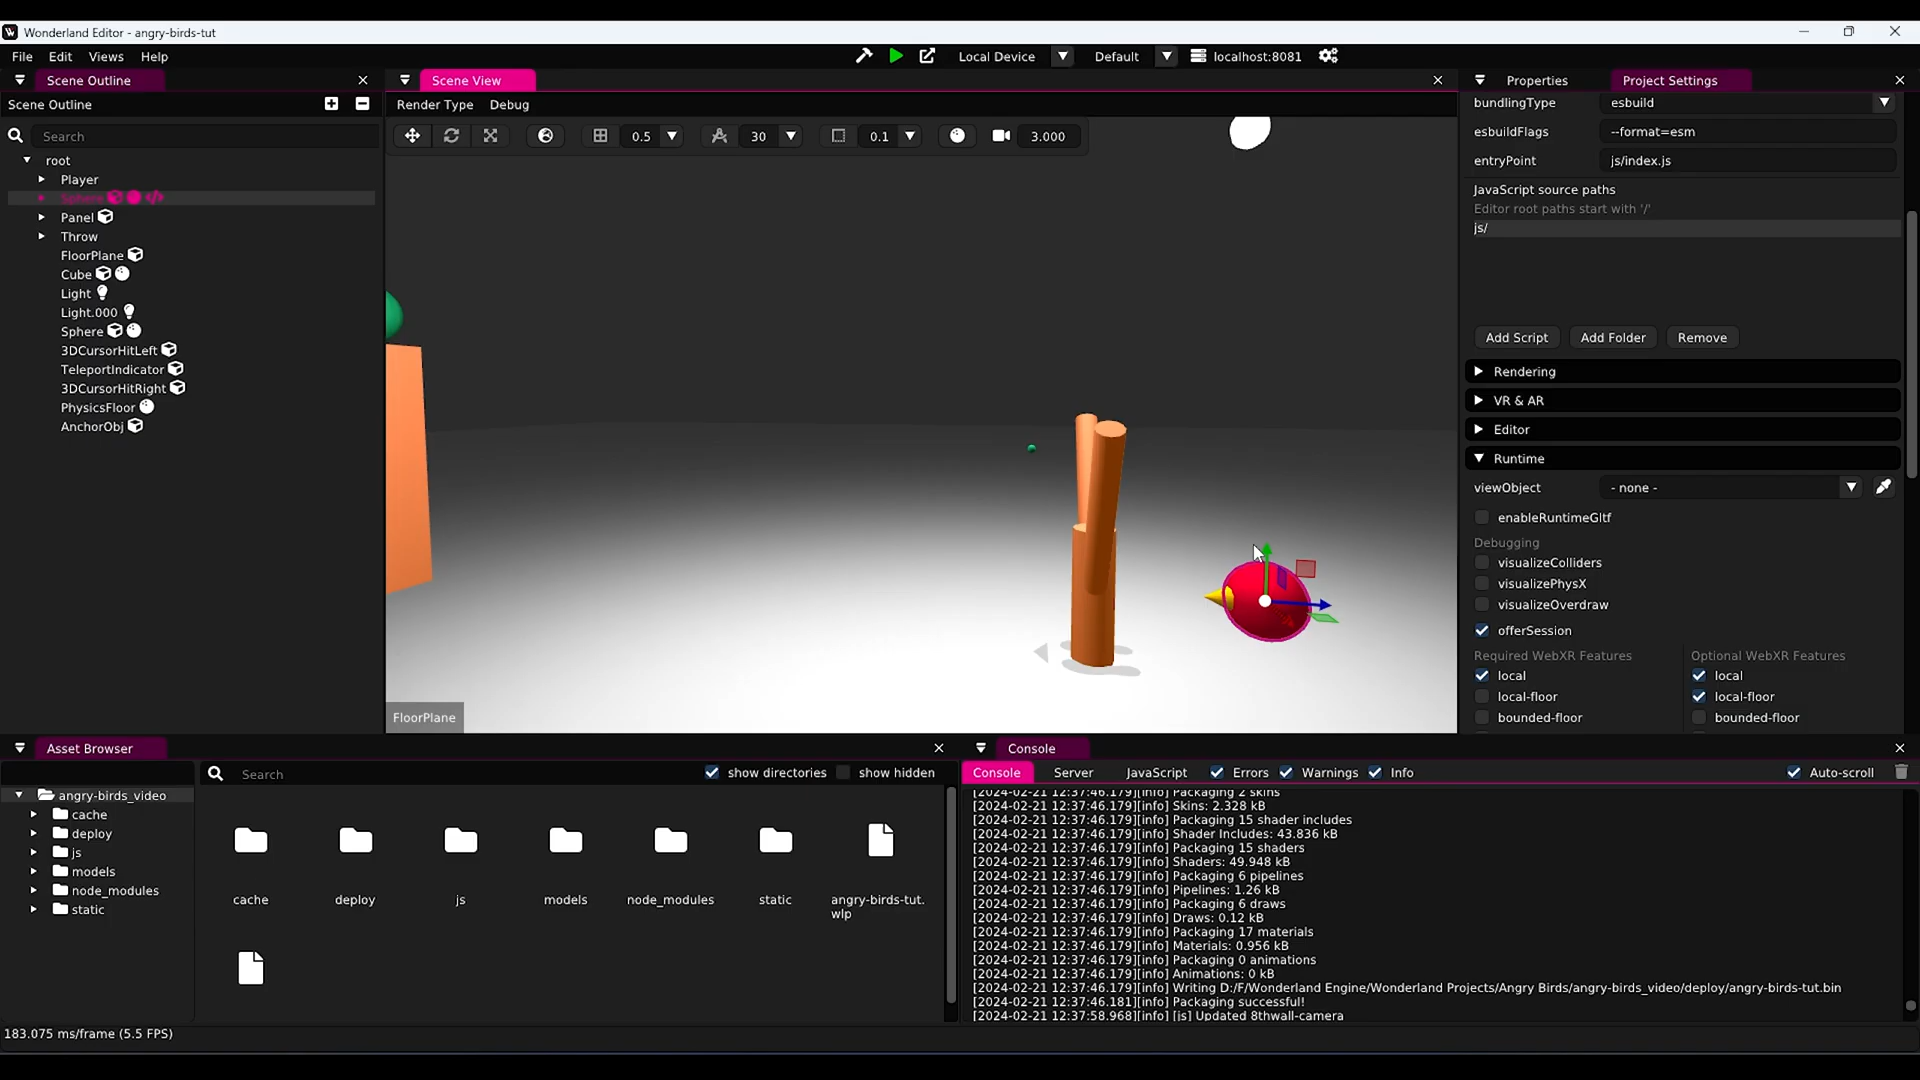 Wonderland Editor - angry-birds-tut
File Edit Views Help
Local Device
Default
localhost:8081
Scene Outline
Scene Outline
Search
root
Player
Sphere
Panel
Throw
FloorPlane
Cube
Light
Light.000
Sphere
3DCursorHitLeft
TeleportIndicator
3DCursorHitRight
PhysicsFloor
AnchorObj
Scene View
Render Type Debug
0.5
30
0.1
3.000
FloorPlane
Properties
Project Settings
bundlingType esbuild
esbuildFlags --format=esm
entryPoint js/index.js
JavaScript source paths
Editor root paths start with '/'
js/
Add Script Add Folder Remove
Rendering
VR & AR
Editor
Runtime
viewObject - none -
enableRuntimeGltf
Debugging
visualizeColliders
visualizePhysX
visualizeOverdraw
offerSession
Required WebXR Features Optional WebXR Features
local local
local-floor local-floor
bounded-floor bounded-floor
Asset Browser
Search
show directories show hidden
angry-birds_video
cache
deploy
js
models
node_modules
static
cache deploy js models node_modules static angry-birds-tut.
wlp
Console
Console Server JavaScript Errors Warnings Info Auto-scroll
[2024-02-21 12:37:46.179][info] Packaging 2 skins
[2024-02-21 12:37:46.179][info] Skins: 2.328 kB
[2024-02-21 12:37:46.179][info] Packaging 15 shader includes
[2024-02-21 12:37:46.179][info] Shader Includes: 43.836 kB
[2024-02-21 12:37:46.179][info] Packaging 15 shaders
[2024-02-21 12:37:46.179][info] Shaders: 49.948 kB
[2024-02-21 12:37:46.179][info] Packaging 6 pipelines
[2024-02-21 12:37:46.179][info] Pipelines: 1.26 kB
[2024-02-21 12:37:46.179][info] Packaging 6 draws
[2024-02-21 12:37:46.179][info] Draws: 0.12 kB
[2024-02-21 12:37:46.179][info] Packaging 17 materials
[2024-02-21 12:37:46.179][info] Materials: 0.956 kB
[2024-02-21 12:37:46.179][info] Packaging 0 animations
[2024-02-21 12:37:46.179][info] Animations: 0 kB
[2024-02-21 12:37:46.179][info] Writing D:/F/Wonderland Engine/Wonderland Projects/Angry Birds/angry-birds_video/deploy/angry-birds-tut.bin
[2024-02-21 12:37:46.181][info] Packaging successful!
[2024-02-21 12:37:58.968][info] [js] Updated 8thwall-camera
183.075 ms/frame (5.5 FPS)